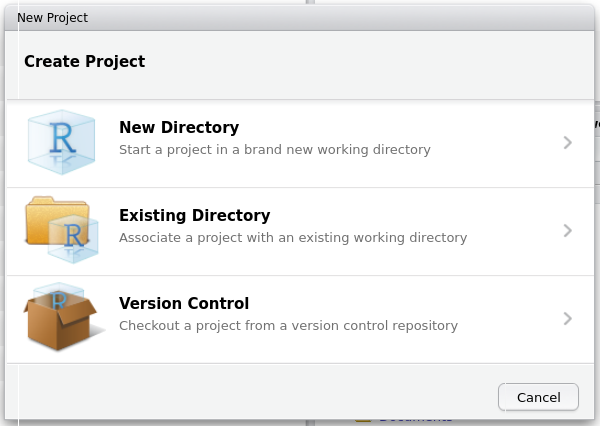 New Project
Create Project
R
New Directory
Start a project in a brand new working directory
R
Existing Directory
Associate a project with an existing working directory
R
Version Control
Checkout a project from a version control repository
Cancel